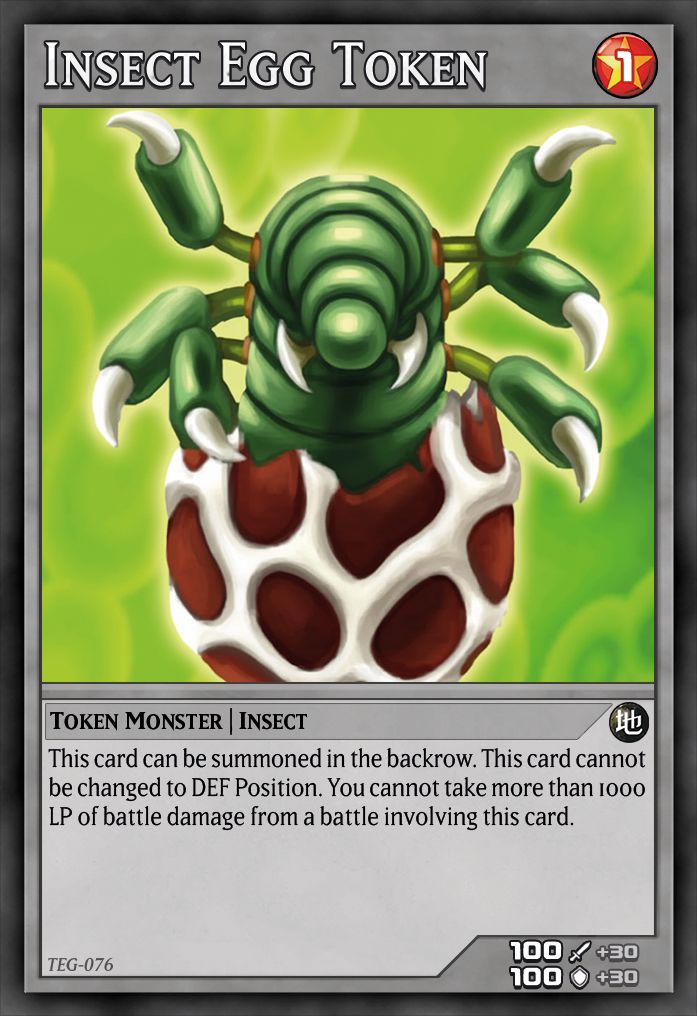 Insect Egg Token
1
Token Monster | Insect
地
This card can be summoned in the backrow. This card cannot
be changed to DEF Position. You cannot take more than 1000
LP of battle damage from a battle involving this card.
100 +30
TEG-076
100 +30